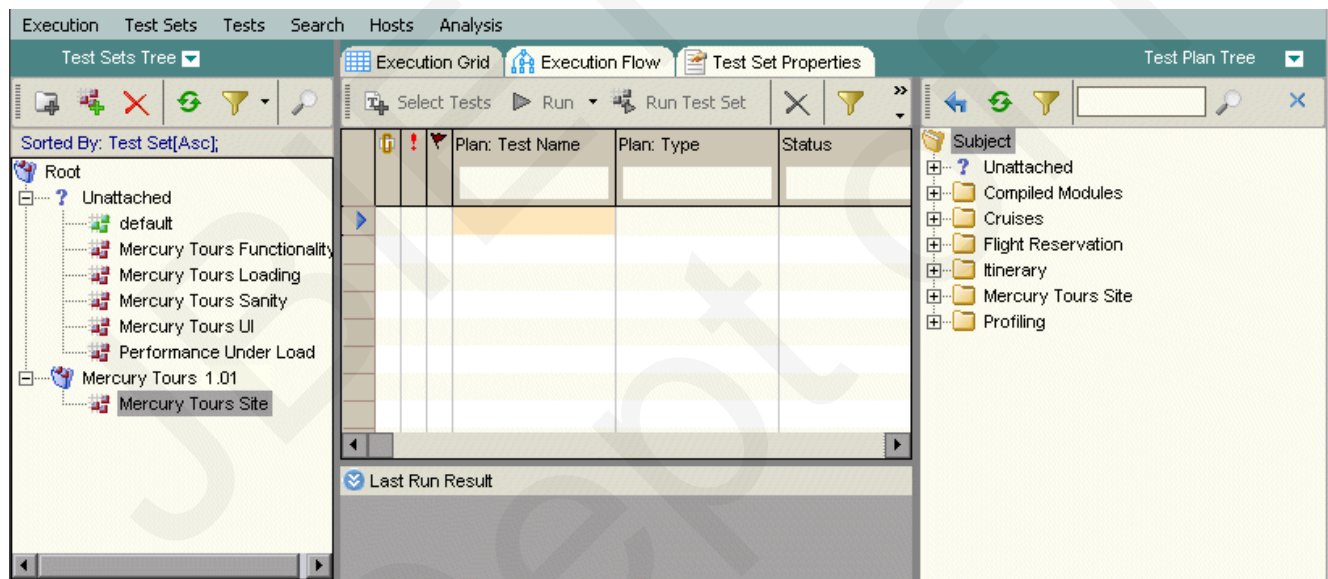 Execution Test Sets Tests Search Hosts Analysis
Test Sets Tree
Sorted By: Test Set[Asc];
Root
? Unattached
default
Mercury Tours Functionality
Mercury Tours Loading
Mercury Tours Sanity
Mercury Tours UI
Performance Under Load
Mercury Tours 1.01
Mercury Tours Site
Execution Grid Execution Flow Test Set Properties
Select Tests Run Run Test Set
Plan: Test Name Plan: Type Status
Last Run Result
Test Plan Tree
Subject
? Unattached
Compiled Modules
Cruises
Flight Reservation
Itinerary
Mercury Tours Site
Profiling